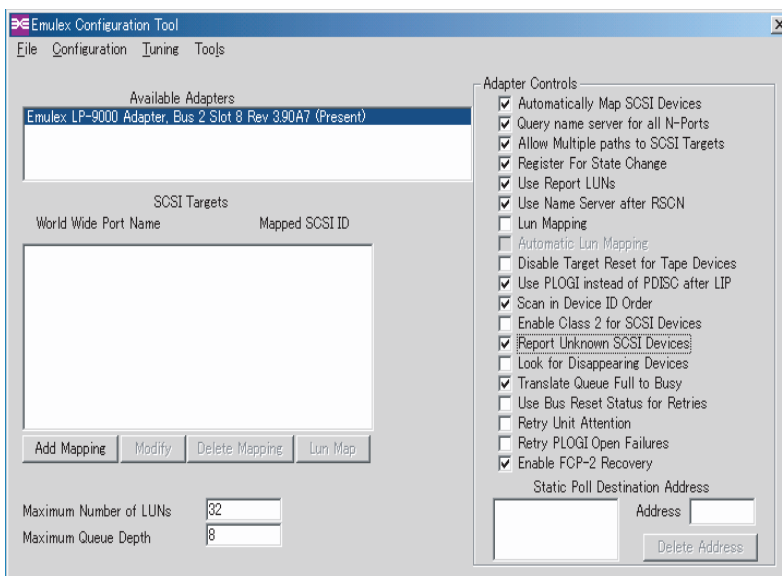 Emulex Configuration Tool
File Configuration Tuning Tools
Available Adapters
Emulex LP-9000 Adapter, Bus 2 Slot 8 Rev 3.90A7 (Present)
SCSI Targets
World Wide Port Name Mapped SCSI ID
Add Mapping Modify Delete Mapping Lun Map
Maximum Number of LUNs 32
Maximum Queue Depth 8
Adapter Controls
Automatically Map SCSI Devices
Query name server for all N-Ports
Allow Multiple paths to SCSI Targets
Register For State Change
Use Report LUNs
Use Name Server after RSCN
Lun Mapping
Automatic Lun Mapping
Disable Target Reset for Tape Devices
Use PLOGI instead of PDISC after LIP
Scan in Device ID Order
Enable Class 2 for SCSI Devices
Report Unknown SCSI Devices
Look for Disappearing Devices
Translate Queue Full to Busy
Use Bus Reset Status for Retries
Retry Unit Attention
Retry PLOGI Open Failures
Enable FCP-2 Recovery
Static Poll Destination Address
Address
Delete Address